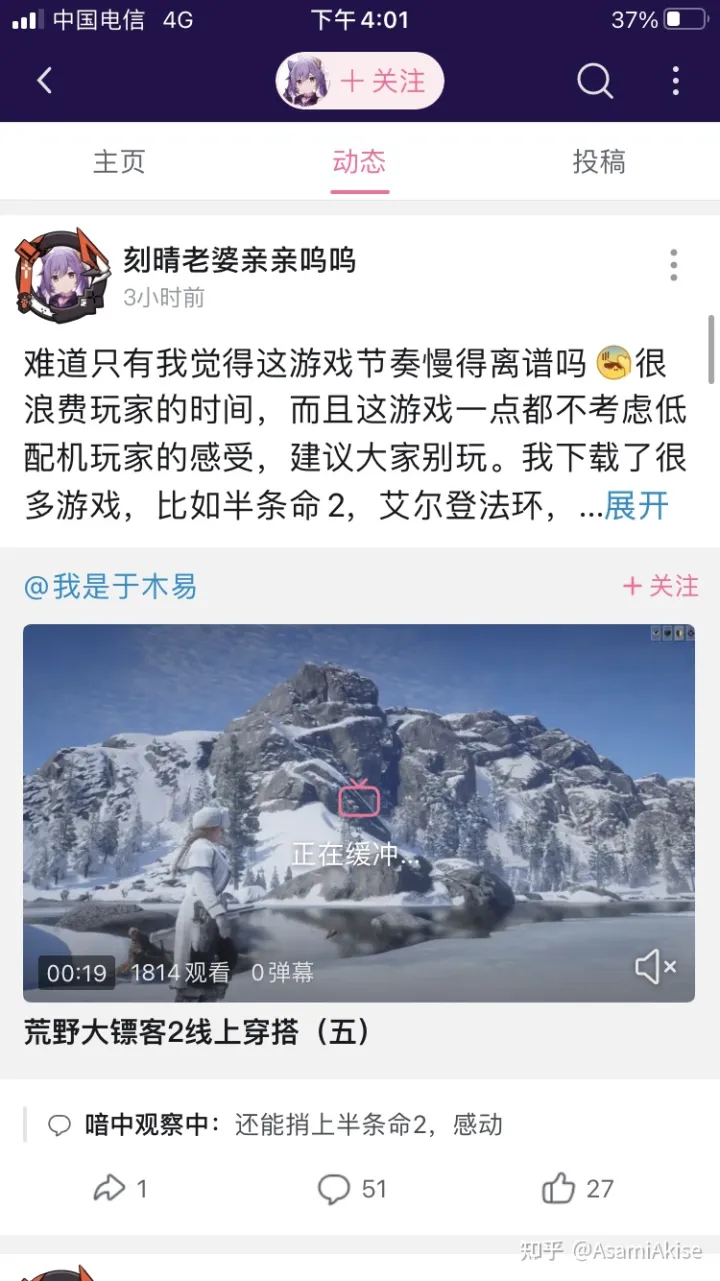 中国电信 4G 下午4:01 37%
+ 关注
主页 动态 投稿
刻晴老婆亲亲呜呜
3小时前
难道只有我觉得这游戏节奏慢得离谱吗 很
浪费玩家的时间，而且这游戏一点都不考虑低
配机玩家的感受，建议大家别玩。我下载了很
多游戏，比如半条命2，艾尔登法环，...展开
@我是于木易 + 关注
正在缓冲...
00:19 1814观看 0弹幕
荒野大镖客2线上穿搭（五）
暗中观察中：还能捎上半条命2，感动
1 51 27
知乎 @AsamiAkise